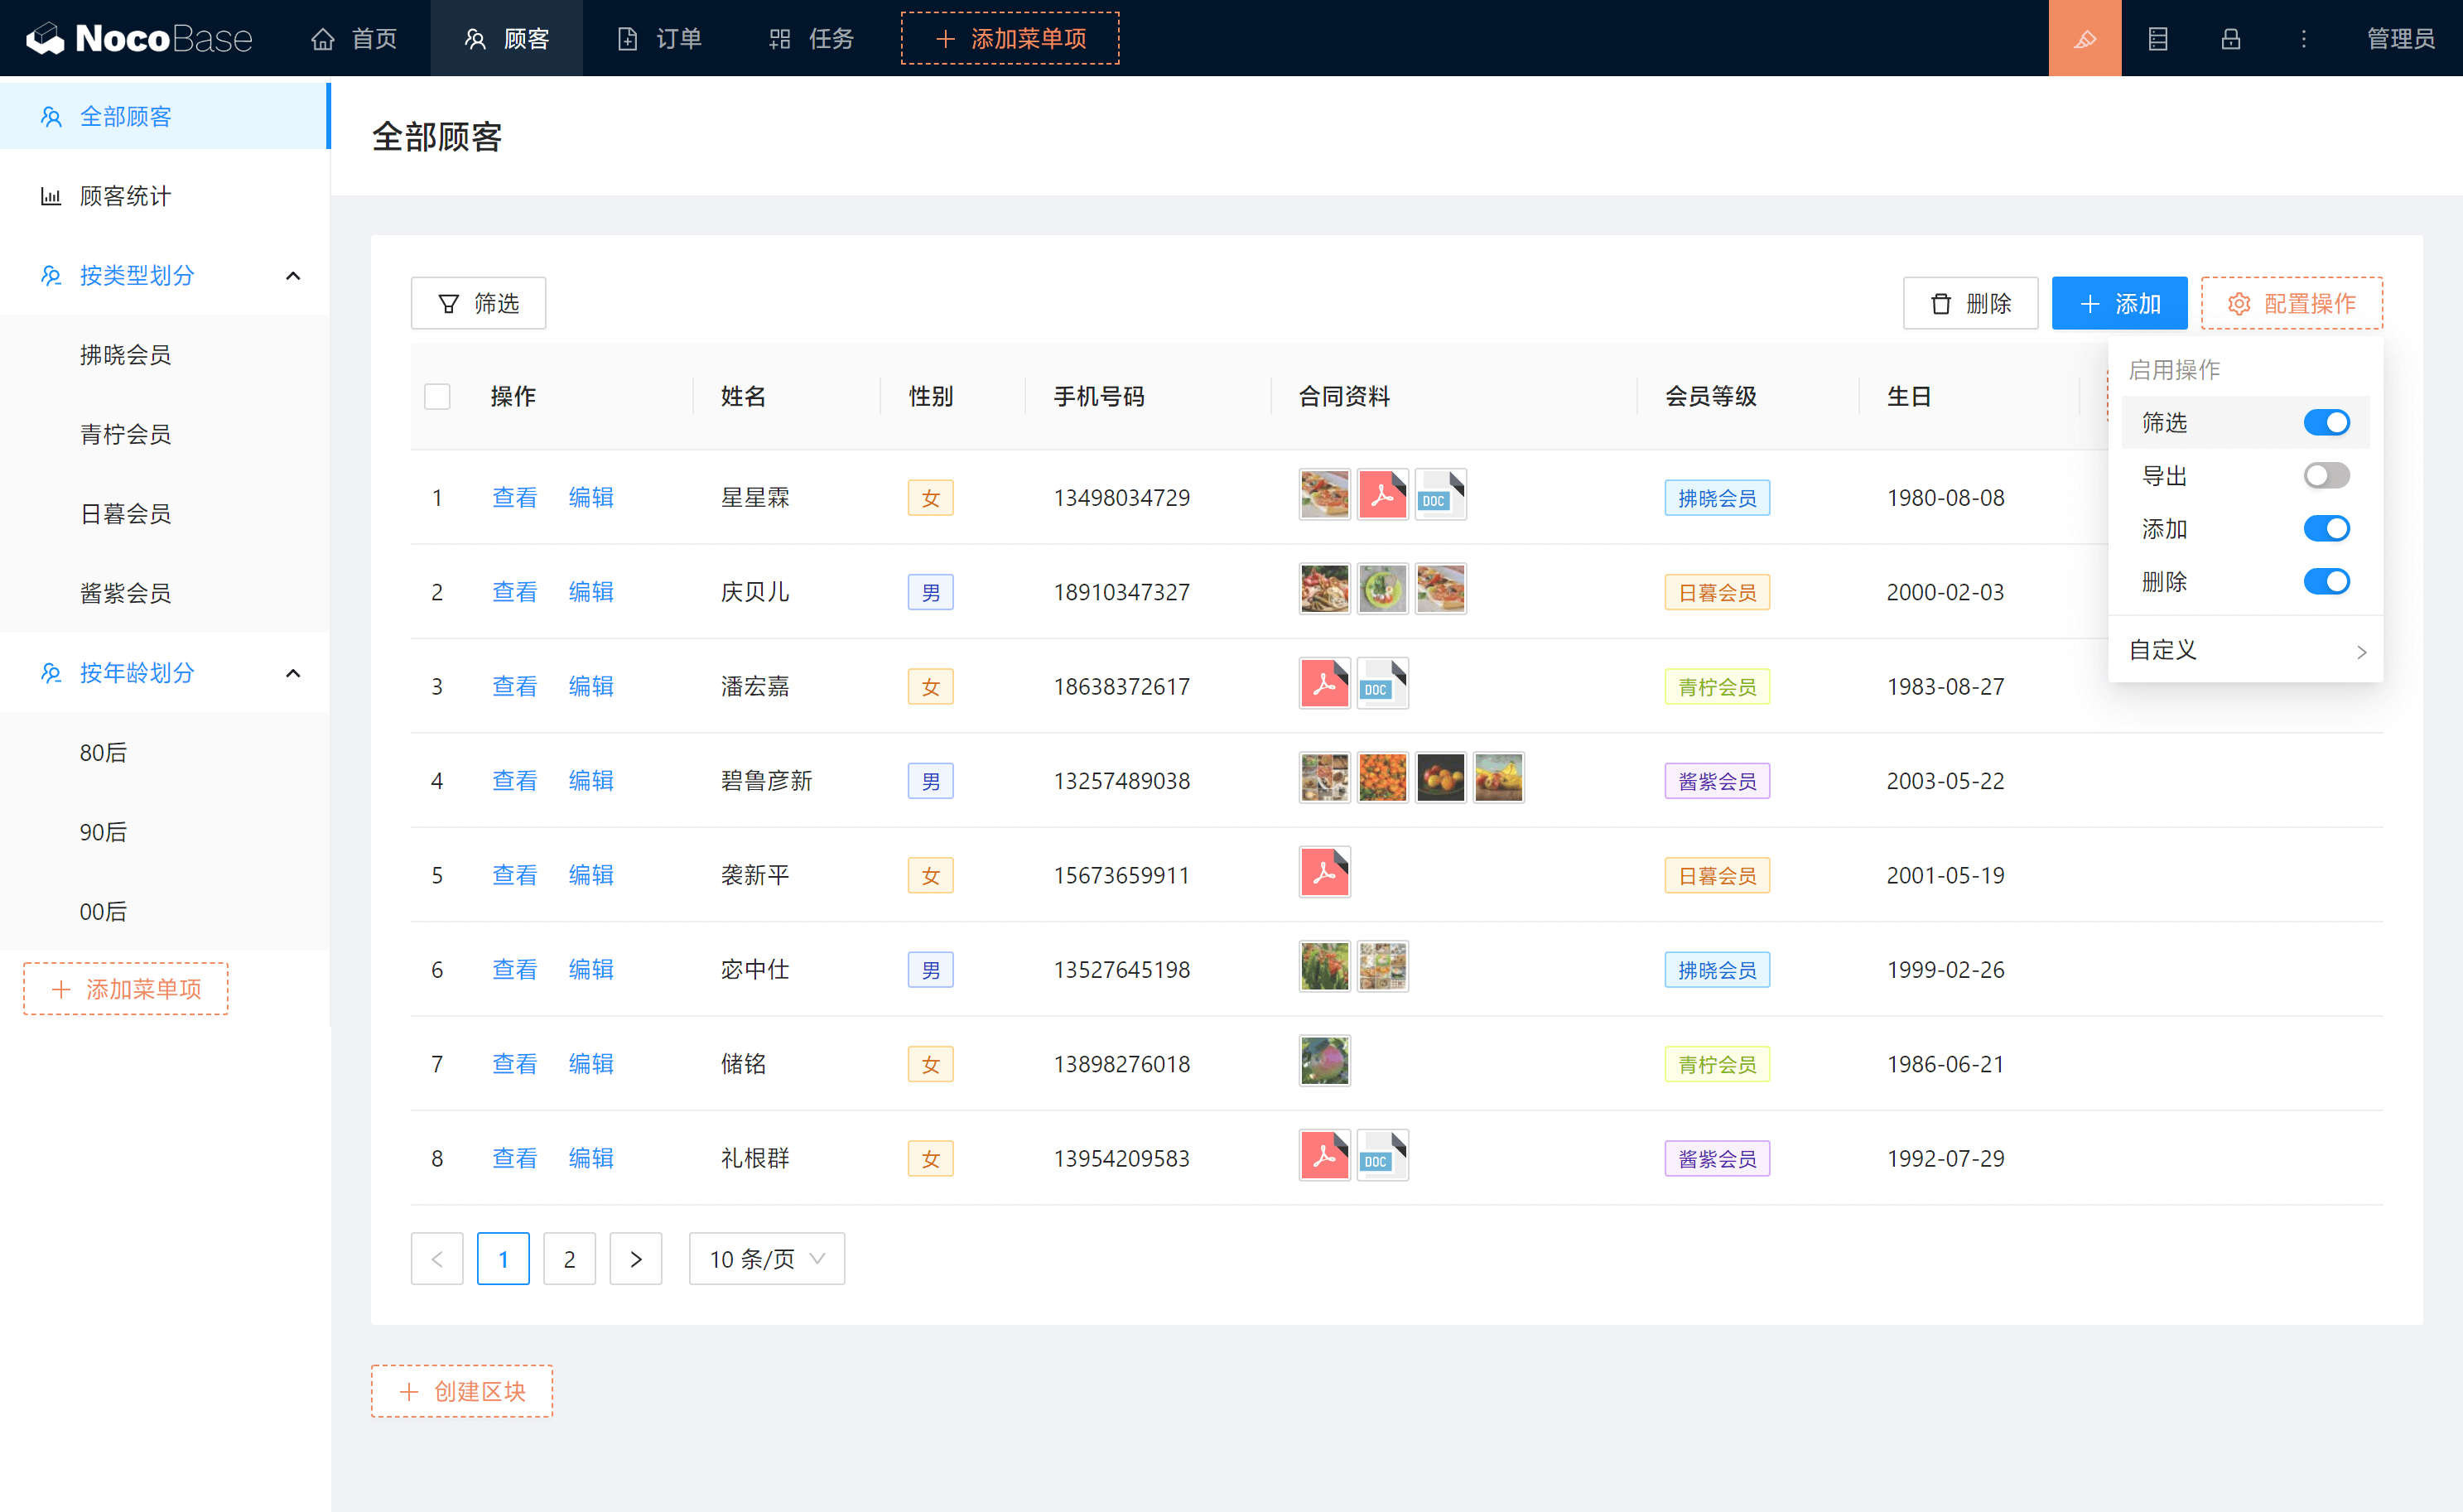 NocoBase 首页 顾客 订单 任务 添加菜单项 管理员
全部顾客
顾客统计
按类型划分
拂晓会员
青柠会员
日暮会员
酱紫会员
按年龄划分
80后
90后
00后
添加菜单项
全部顾客
筛选 删除 添加 配置操作
操作 姓名 性别 手机号码 合同资料 会员等级 生日
1 查看 编辑 星星霖 女 13498034729 DOC 拂晓会员 1980-08-08
2 查看 编辑 庆贝儿 男 18910347327 日暮会员 2000-02-03
3 查看 编辑 潘宏嘉 女 18638372617 DOC 青柠会员 1983-08-27
4 查看 编辑 碧鲁彦新 男 13257489038 酱紫会员 2003-05-22
5 查看 编辑 袭新平 女 15673659911 日暮会员 2001-05-19
6 查看 编辑 宓中仕 男 13527645198 拂晓会员 1999-02-26
7 查看 编辑 储铭 女 13898276018 青柠会员 1986-06-21
8 查看 编辑 礼根群 女 13954209583 DOC 酱紫会员 1992-07-29
启用操作
筛选
导出
添加
删除
自定义
1 2 10 条/页
创建区块